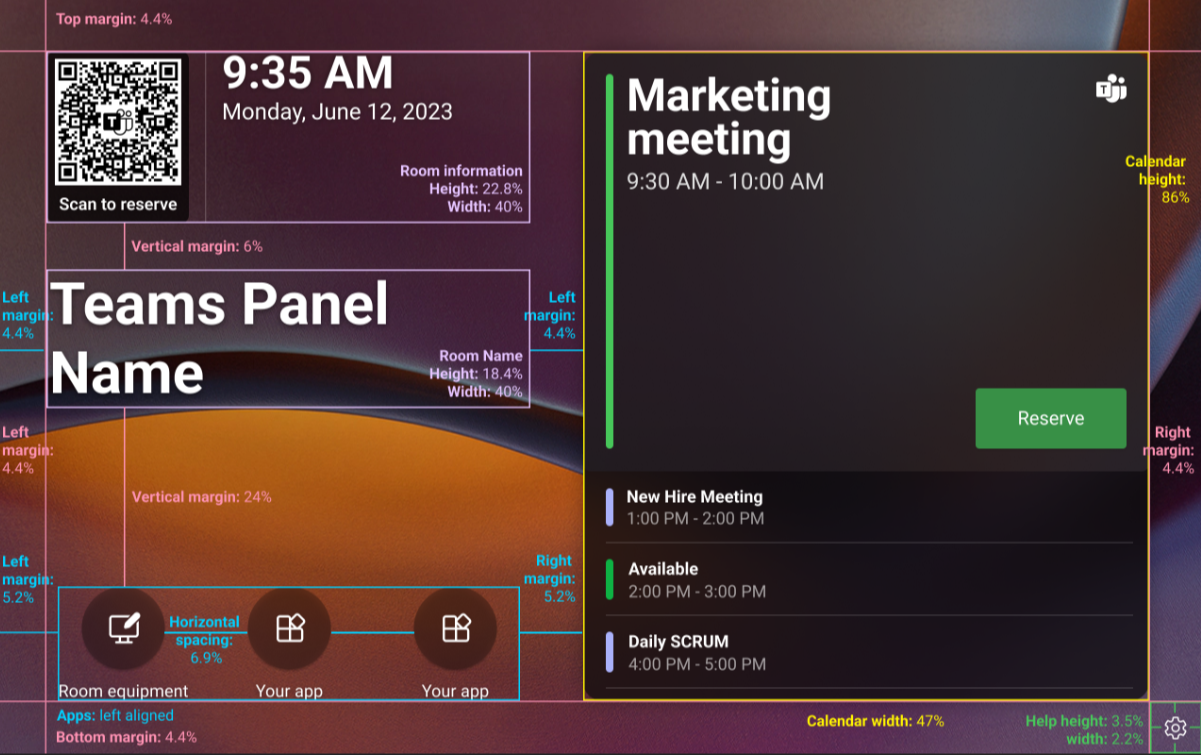 Top margin: 4.4%
9:35 AM
Monday, June 12, 2023
Scan to reserve
Room information
Height: 22.8%
Width: 40%
Vertical margin: 6%
Left
margin:
4.4%
Teams Panel
Name
Room Name
Height: 18.4%
Width: 40%
Left
margin:
4.4%
Left
margin:
4.4%
Vertical margin: 24%
Left
margin:
5.2%
Right
margin:
5.2%
Horizontal
spacing:
6.9%
Room equipment
Your app
Your app
Apps: left aligned
Bottom margin: 4.4%
Marketing
meeting
9:30 AM - 10:00 AM
T
Calendar
height:
86%
Reserve
Right
margin:
4.4%
New Hire Meeting
1:00 PM - 2:00 PM
Available
2:00 PM - 3:00 PM
Daily SCRUM
4:00 PM - 5:00 PM
Calendar width: 47%
Help height: 3.5%
width: 2.2%